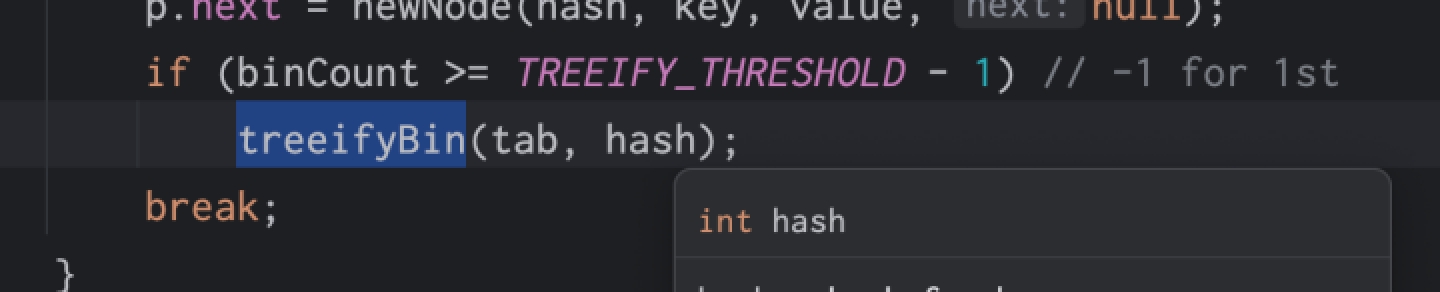 p.next = newNode(hash, key, value, next: null);
if (binCount >= TREEIFY_THRESHOLD - 1) // -1 for 1st
treeifyBin(tab, hash);
break;
int hash
}